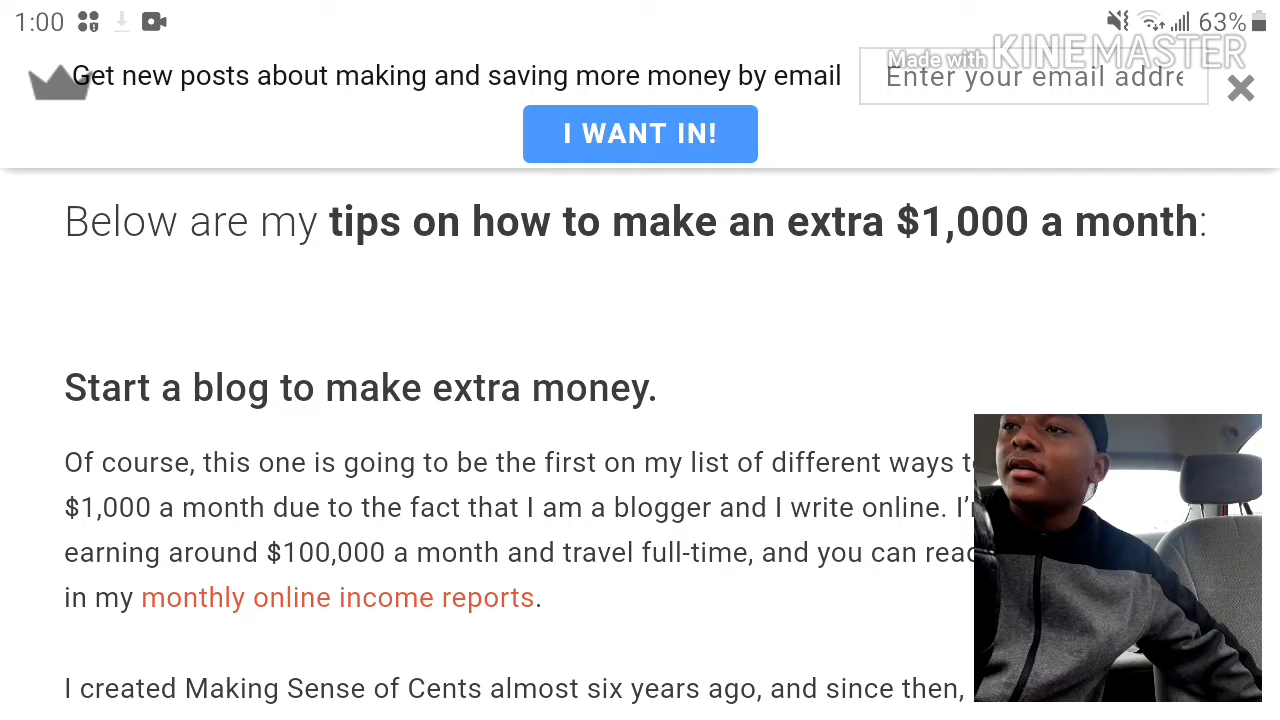 1:00 63%
Made with KINEMASTER
Get new posts about making and saving more money by email
Enter your email addre
I WANT IN!
Below are my tips on how to make an extra $1,000 a month:
Start a blog to make extra money.
Of course, this one is going to be the first on my list of different ways
$1,000 a month due to the fact that I am a blogger and I write online.
earning around $100,000 a month and travel full-time, and you can
in my monthly online income reports.
I created Making Sense of Cents almost six years ago, and since then,